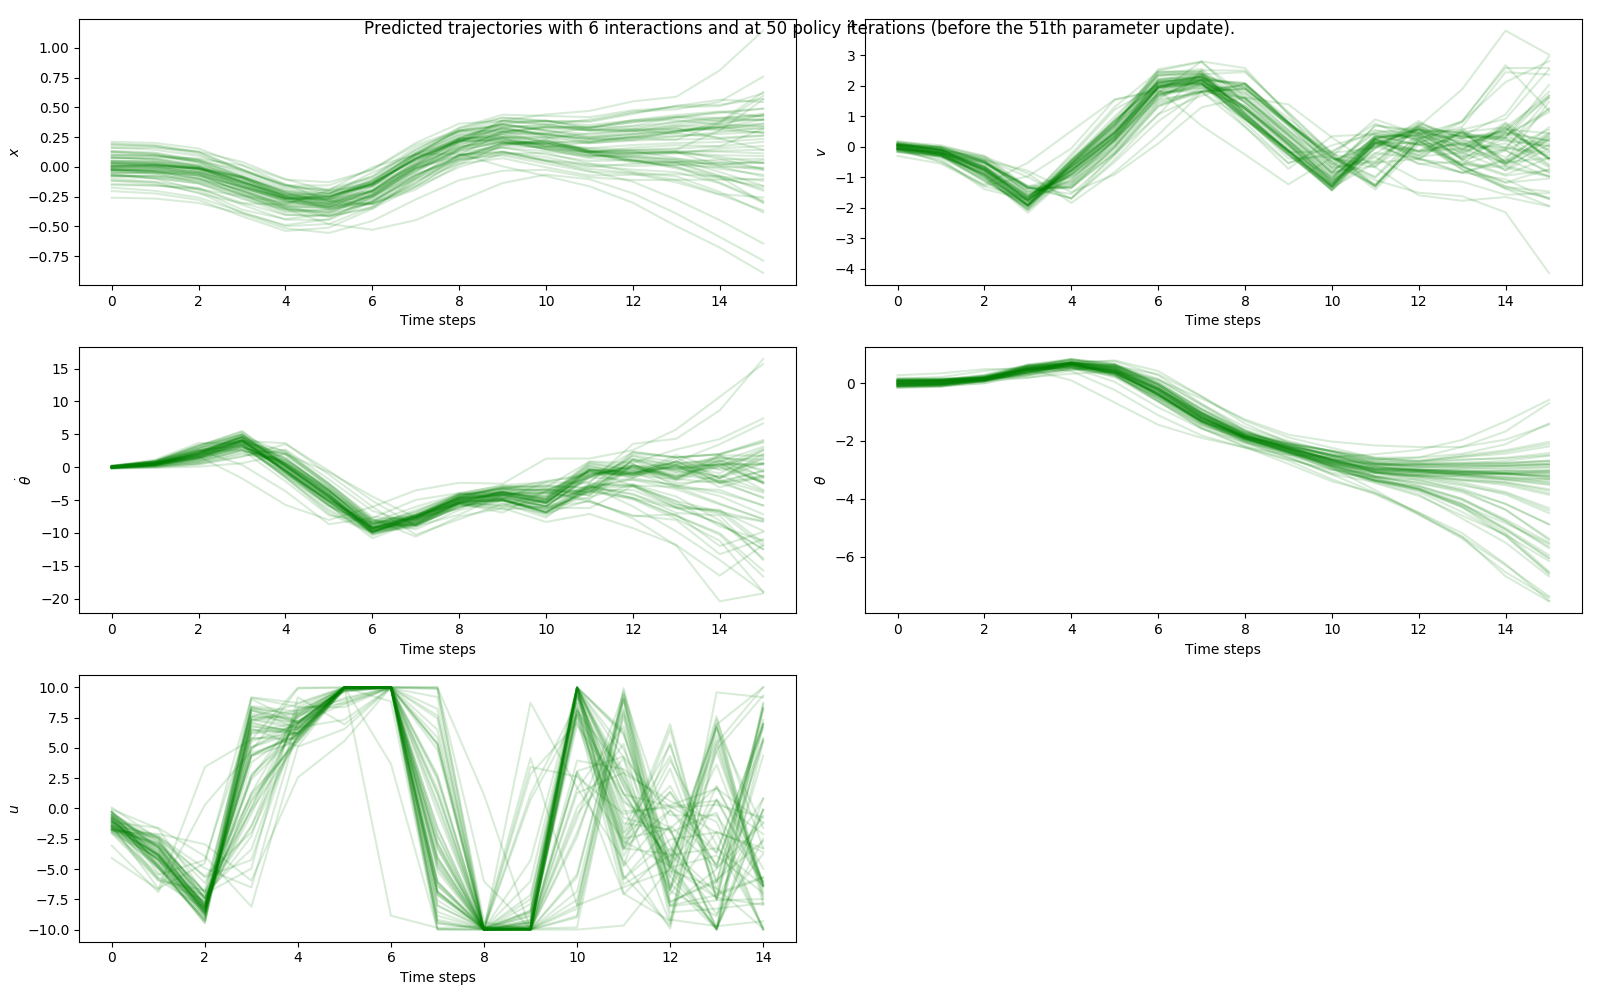 Predicted trajectories with 6 interactions and at 50 policy iterations (before the 51th parameter update).
1.00
0.75
0.50
0.25
0.00
−0.25
−0.50
−0.75
x
0 2 4 6 8 10 12 14
Time steps
4
3
2
1
0
−1
−2
−3
−4
v
0 2 4 6 8 10 12 14
Time steps
15
10
5
0
−5
−10
−15
−20
θ̇
0 2 4 6 8 10 12 14
Time steps
0
−2
−4
−6
θ
0 2 4 6 8 10 12 14
Time steps
10.0
7.5
5.0
2.5
0.0
−2.5
−5.0
−7.5
−10.0
u
0 2 4 6 8 10 12 14
Time steps